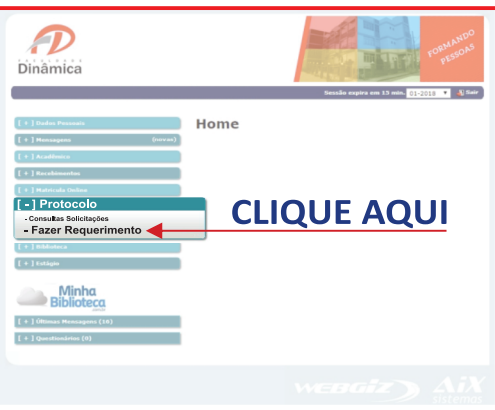 FACULDADE
Dinâmica
FORMANDO
PESSOAS
Sessão expira em 15 min. 01-2018 Sair
Home
[ + ] Dados Pessoais
[ + ] Mensagens (novas)
[ + ] Acadêmico
[ + ] Recebimentos
[ + ] Matrícula Online
[ - ] Protocolo
- Consultas Solicitações
- Fazer Requerimento
CLIQUE AQUI
[ + ] Biblioteca
[ + ] Estágio
Minha
Biblioteca
[ + ] Últimas Mensagens (10)
[ + ] Questionários (0)
WEBGIZ
AIX
sistemas